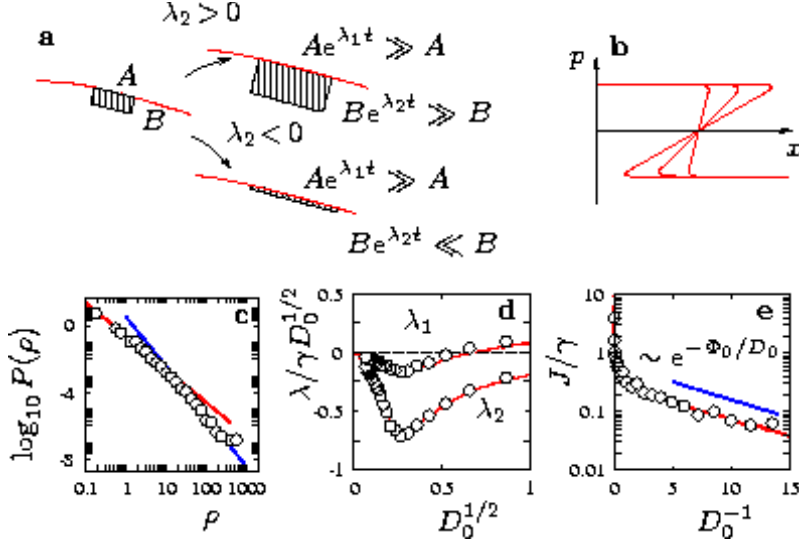 a
λ₂ > 0
A
B
Ae^{λ₁t} ≫ A
Be^{λ₂t} ≫ B
λ₂ < 0
Ae^{λ₁t} ≫ A
Be^{λ₂t} ≪ B
b
p
x
c
log₁₀ P(ρ)
0
-4
-8
0.1 1 10 100 1000
ρ
d
λ/γD₀^{1/2}
0.5
0
-0.5
-1
λ₁
λ₂
0 0.5 1
D₀^{1/2}
e
J/γ
10
1
0.1
0.01
~ e^{-Φ₀/D₀}
0 5 10 15
D₀^{-1}